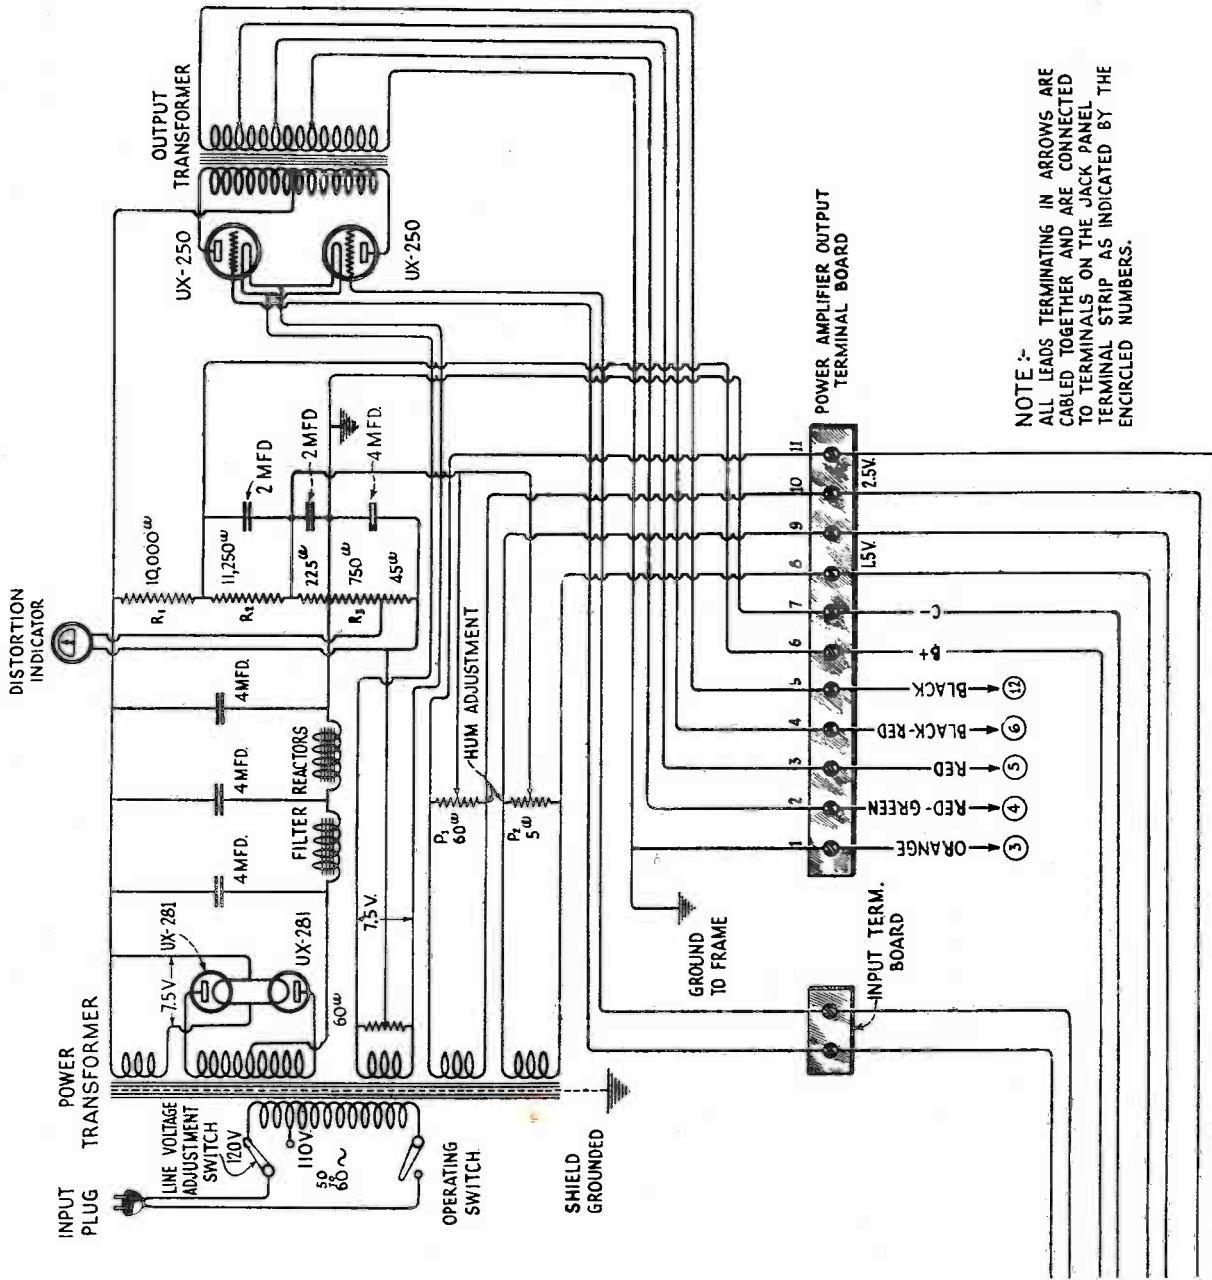 DISTORTION
INDICATOR
OUTPUT
TRANSFORMER
UX-250
UX-250
10,000ω
R₁
11,250ω
R₂
225ω
750ω
R₃
45ω
2 MFD
2 MFD
4 MFD.
4 MFD.
4 MFD.
4 MFD.
FILTER REACTORS
HUM ADJUSTMENT
P₁
60ω
P₂
5ω
7.5 V.
60ω
UX-281
UX-281
7.5 V
POWER
TRANSFORMER
INPUT
PLUG
LINE VOLTAGE
ADJUSTMENT
SWITCH
120V
110V.
50
TO
60~
OPERATING
SWITCH.
SHIELD
GROUNDED
GROUND
TO FRAME
INPUT TERM.
BOARD
POWER AMPLIFIER OUTPUT
TERMINAL BOARD
1 2 3 4 5 6 7 8 9 10 11
1.5V.
2.5V.
ORANGE 3
RED-GREEN 4
RED 5
BLACK-RED 6
BLACK 12
B+
C-
NOTE:-
ALL LEADS TERMINATING IN ARROWS ARE
CABLED TOGETHER AND ARE CONNECTED
TO TERMINALS ON THE JACK PANEL
TERMINAL STRIP AS INDICATED BY THE
ENCIRCLED NUMBERS.